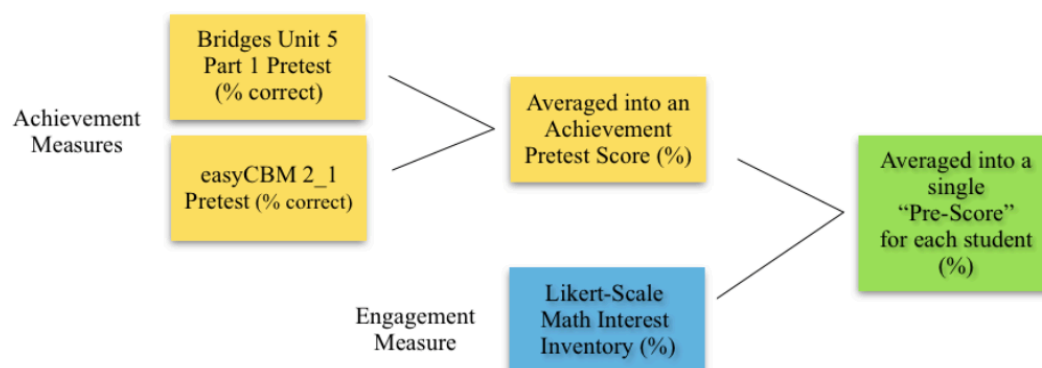 Achievement
Measures
Bridges Unit 5
Part 1 Pretest
(% correct)
easyCBM 2_1
Pretest (% correct)
Averaged into an
Achievement
Pretest Score (%)
Engagement
Measure
Likert-Scale
Math Interest
Inventory (%)
Averaged into a
single
“Pre-Score”
for each student
(%)